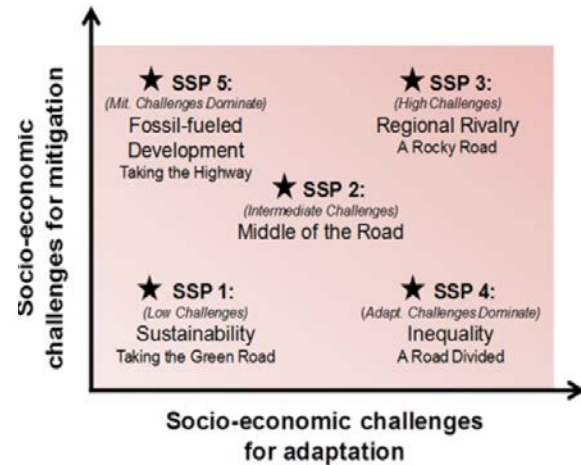 Socio-economic
challenges for mitigation
★ SSP 5:
(Mit. Challenges Dominate)
Fossil-fueled
Development
Taking the Highway
★ SSP 3:
(High Challenges)
Regional Rivalry
A Rocky Road
★ SSP 2:
(Intermediate Challenges)
Middle of the Road
★ SSP 1:
(Low Challenges)
Sustainability
Taking the Green Road
★ SSP 4:
(Adapt. Challenges Dominate)
Inequality
A Road Divided
Socio-economic challenges
for adaptation